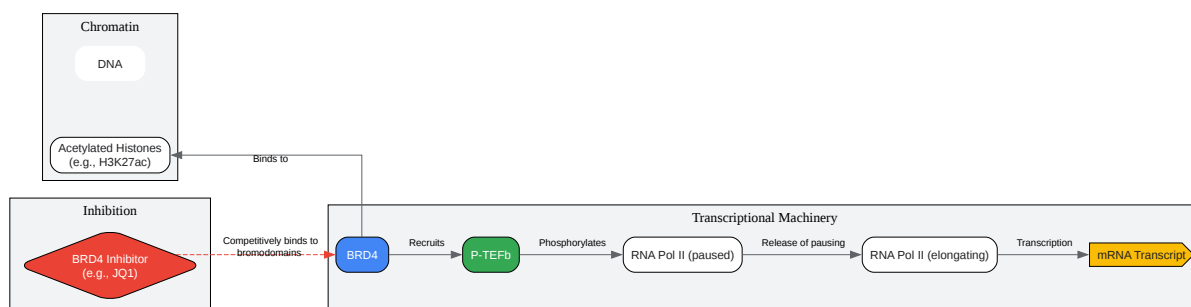 Chromatin
DNA
Acetylated Histones
(e.g., H3K27ac)
Binds to
Inhibition
BRD4 Inhibitor
(e.g., JQ1)
Competitively binds to
bromodomains
Transcriptional Machinery
BRD4
Recruits
P-TEFb
Phosphorylates
RNA Pol II (paused)
Release of pausing
RNA Pol II (elongating)
Transcription
mRNA Transcript